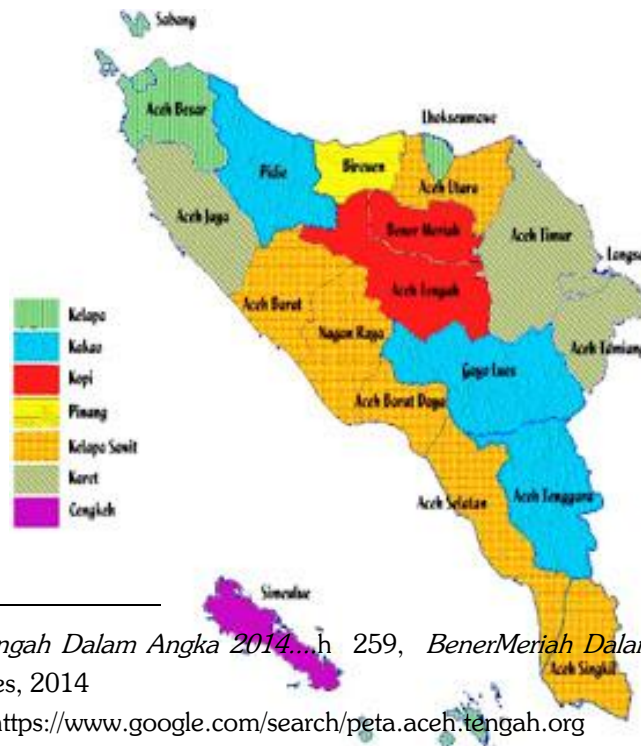 Sabang
Lhokseumawe
Aceh Besar
Pidie
Bireuen
Aceh Utara
Aceh Jaya
Bener Meriah
Aceh Timur
Langsa
Aceh Tengah
Aceh Barat
Nagan Raya
Aceh Tamiang
Gayo Lues
Aceh Barat Daya
Aceh Selatan
Aceh Tenggara
Kelapa
Kakao
Kopi
Pinang
Kelapa Sawit
Karet
Cengkeh
Simeulue
ngah Dalam Angka 2014....h 259, BenerMeriah Dala
Aceh Singkil
es, 2014
ttps://www.google.com/search/peta.aceh.tengah.org